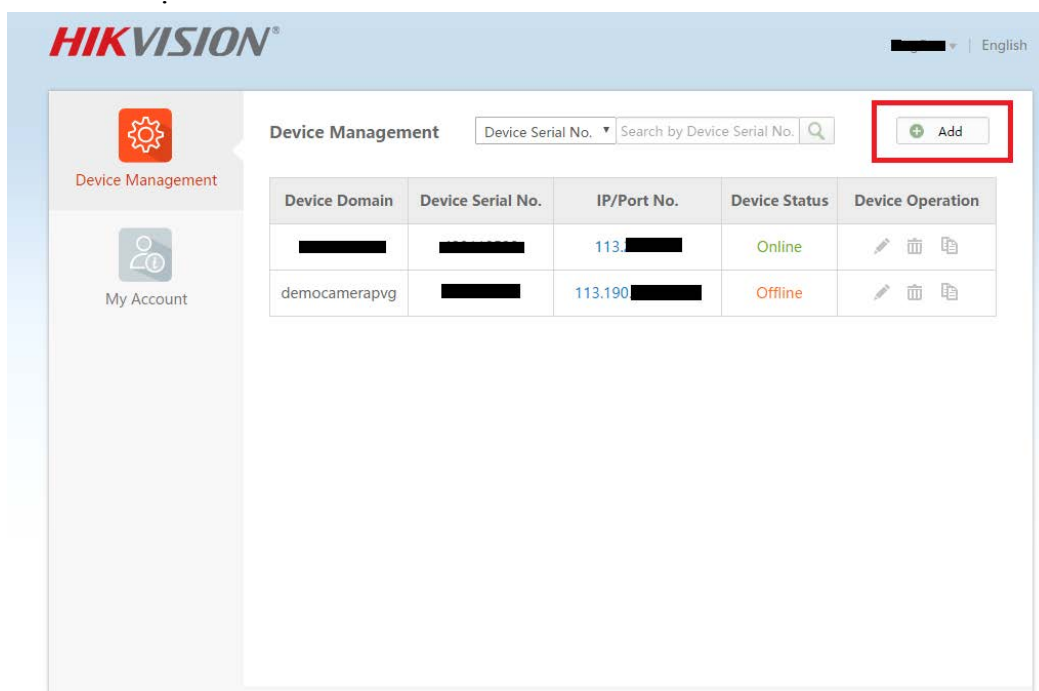 HIKVISION®
English
Device Management
Device Serial No.
Search by Device Serial No.
Add
Device Management
My Account
Device Domain Device Serial No. IP/Port No. Device Status Device Operation
113. Online
democamerapvg 113.190. Offline